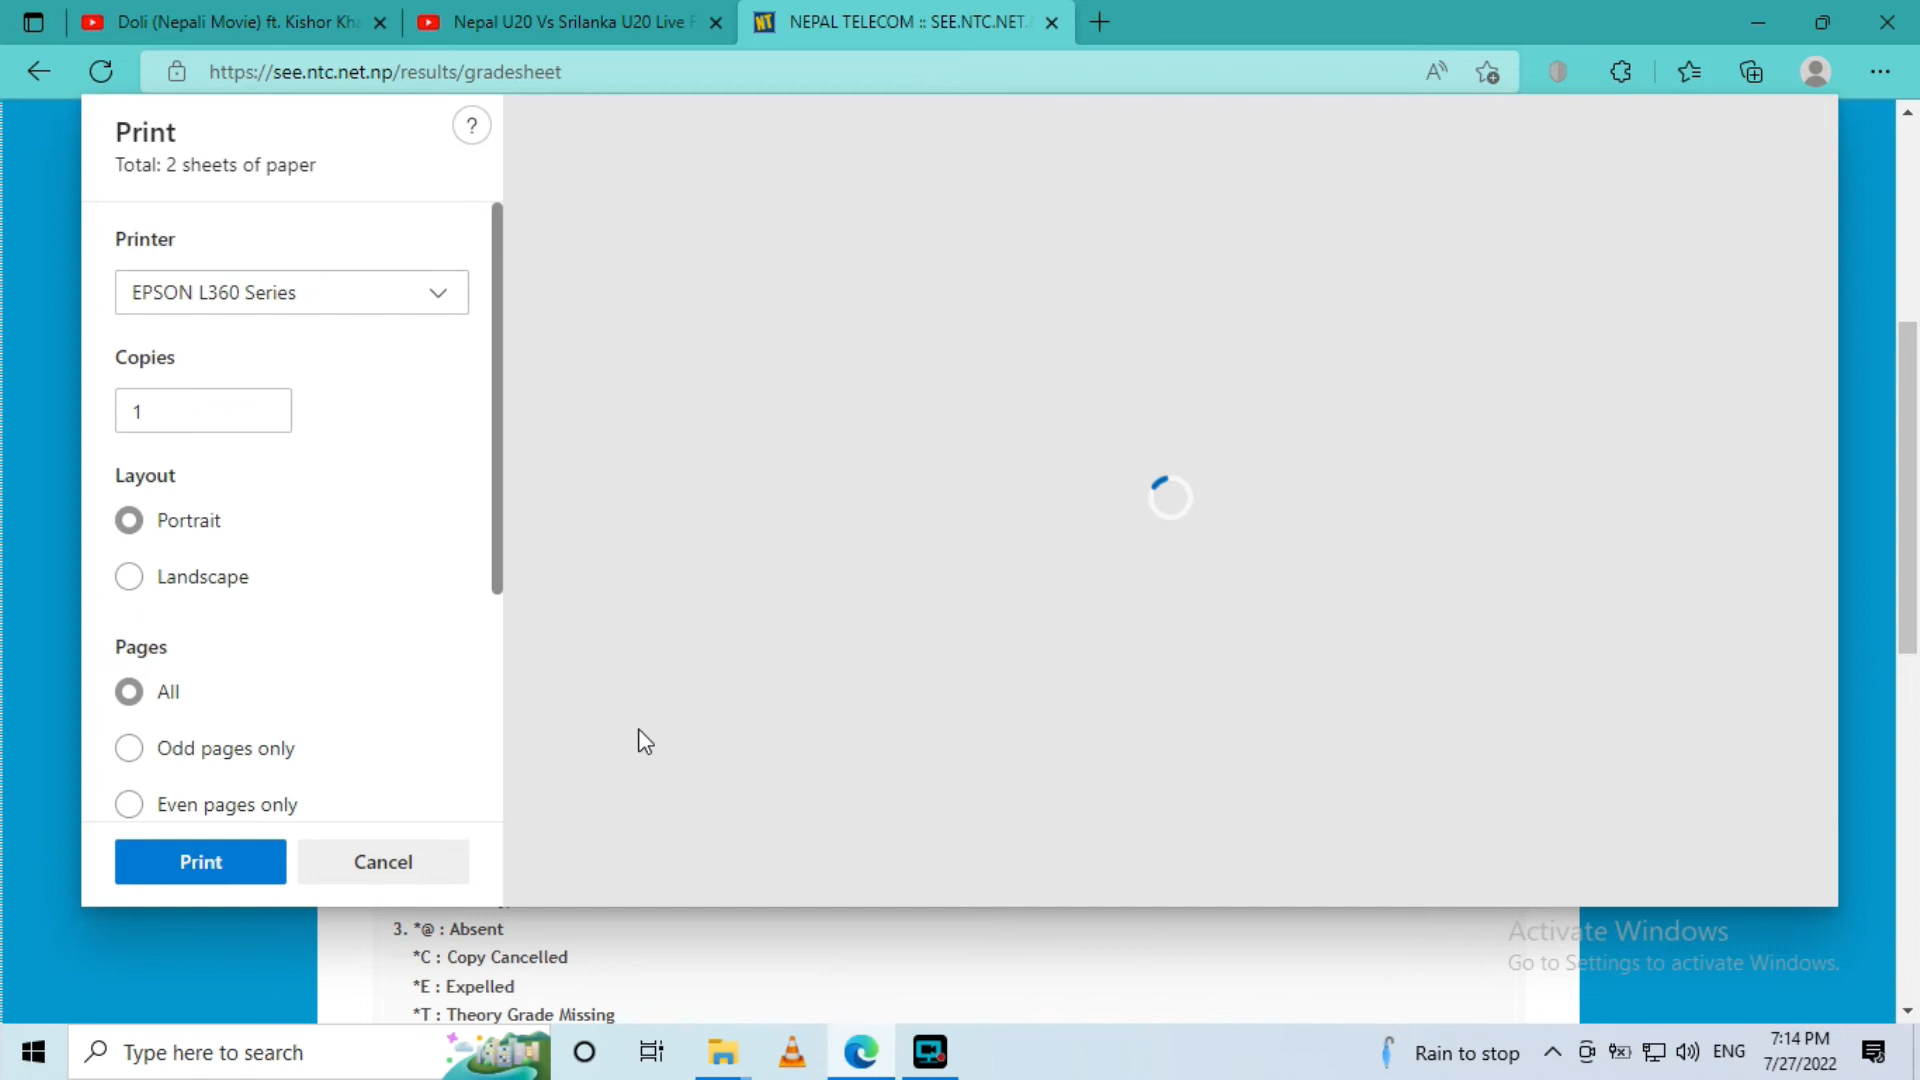 Doli (Nepali Movie) ft. Kishor Kha
Nepal U20 Vs Srilanka U20 Live F
NT
NEPAL TELECOM :: SEE.NTC.NET.
https://see.ntc.net.np/results/gradesheet
Print
?
Total: 2 sheets of paper
Printer
EPSON L360 Series
Copies
1
Layout
Portrait
Landscape
Pages
All
Odd pages only
Even pages only
Print
Cancel
3. *@ : Absent
*C : Copy Cancelled
*E : Expelled
*T : Theory Grade Missing
Activate Windows
Go to Settings to activate Windows.
Type here to search
Rain to stop
ENG
7:14 PM
7/27/2022